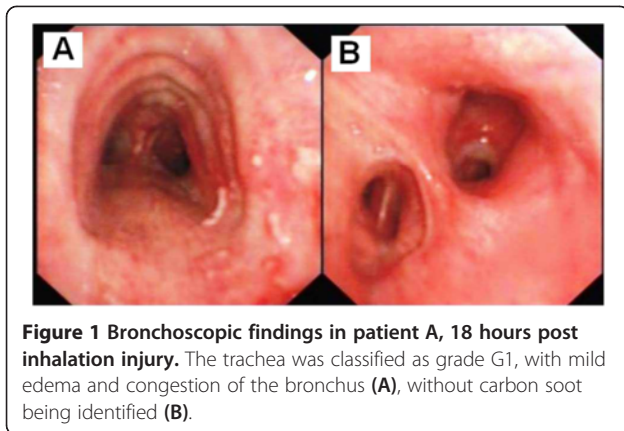 A
B
Figure 1 Bronchoscopic findings in patient A, 18 hours post
inhalation injury. The trachea was classified as grade G1, with mild
edema and congestion of the bronchus (A), without carbon soot
being identified (B).